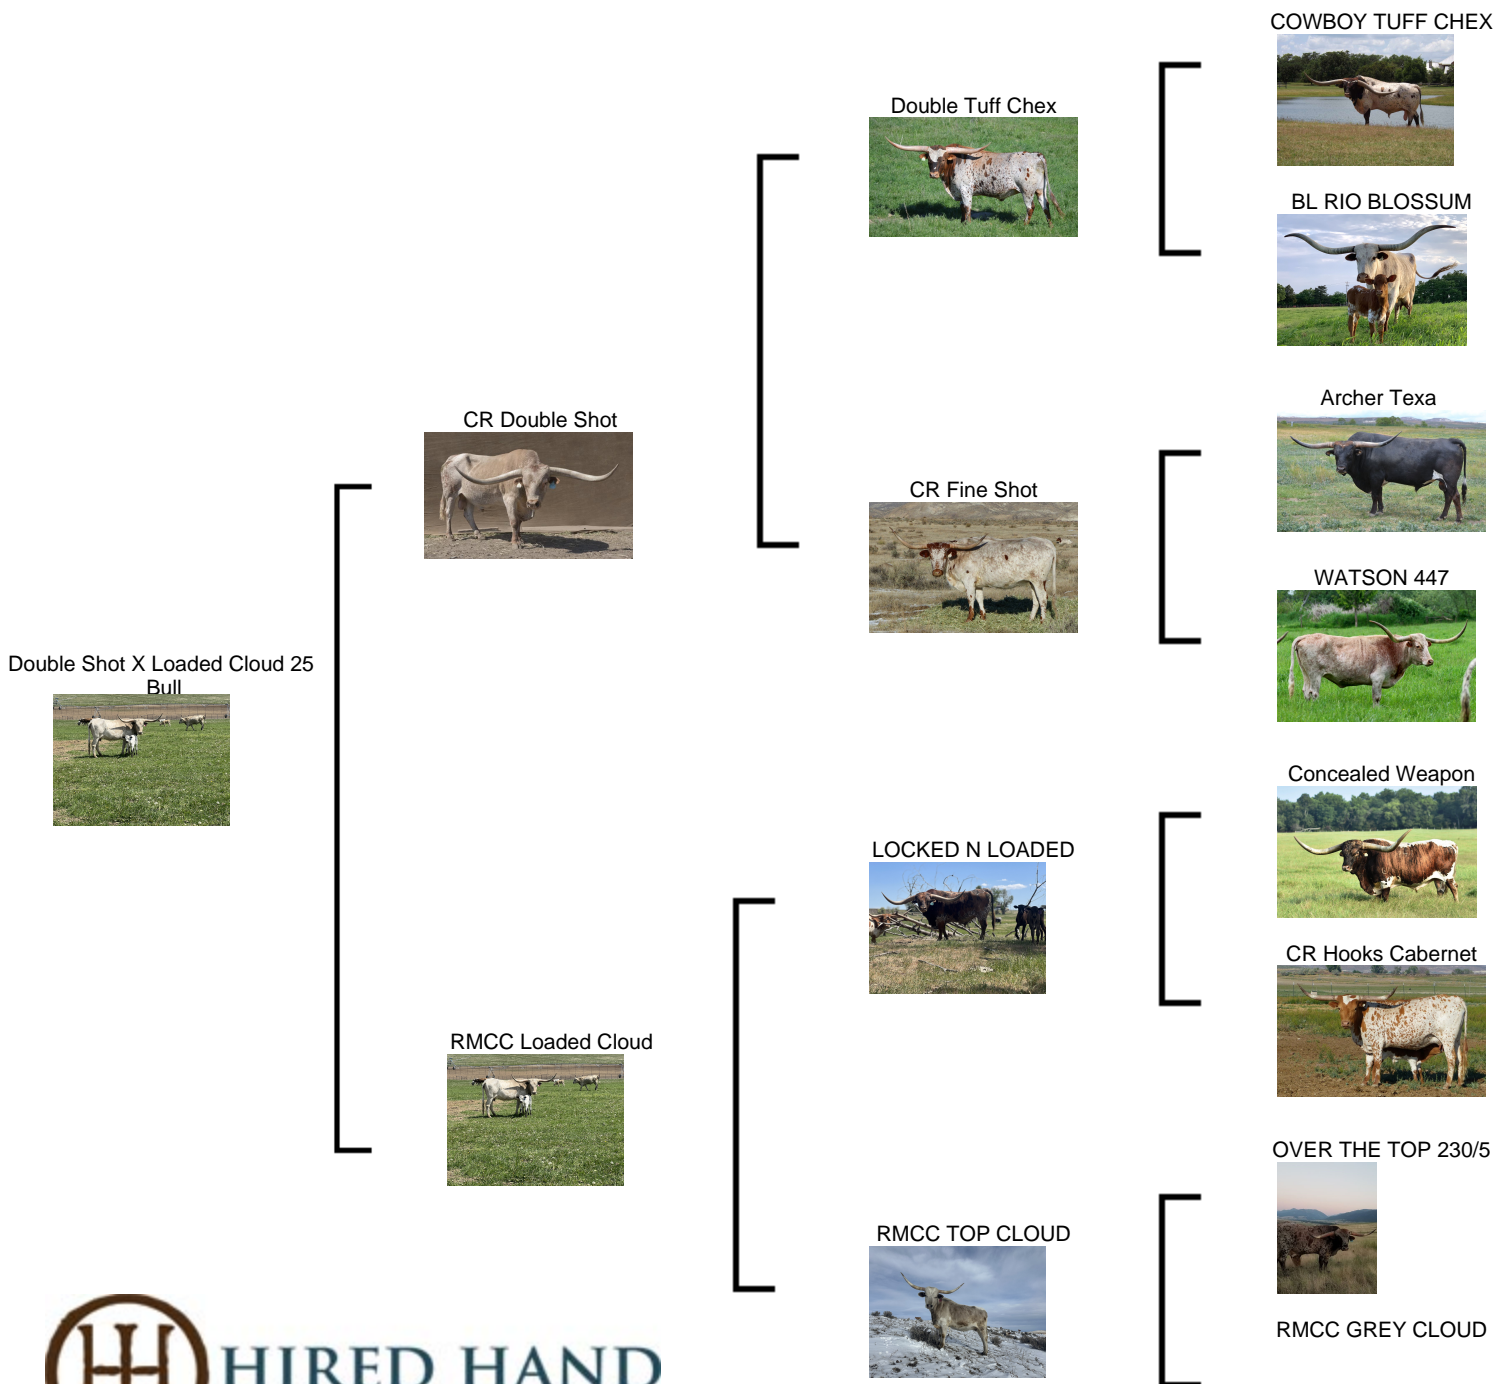 COWBOY TUFF CHEX
Double Tuff Chex
BL RIO BLOSSUM
Archer Texa
CR Double Shot
CR Fine Shot
WATSON 447
Double Shot X Loaded Cloud 25
Bull
Concealed Weapon
LOCKED N LOADED
CR Hooks Cabernet
RMCC Loaded Cloud
OVER THE TOP 230/5
RMCC TOP CLOUD
RMCC GREY CLOUD
HIRED HAND